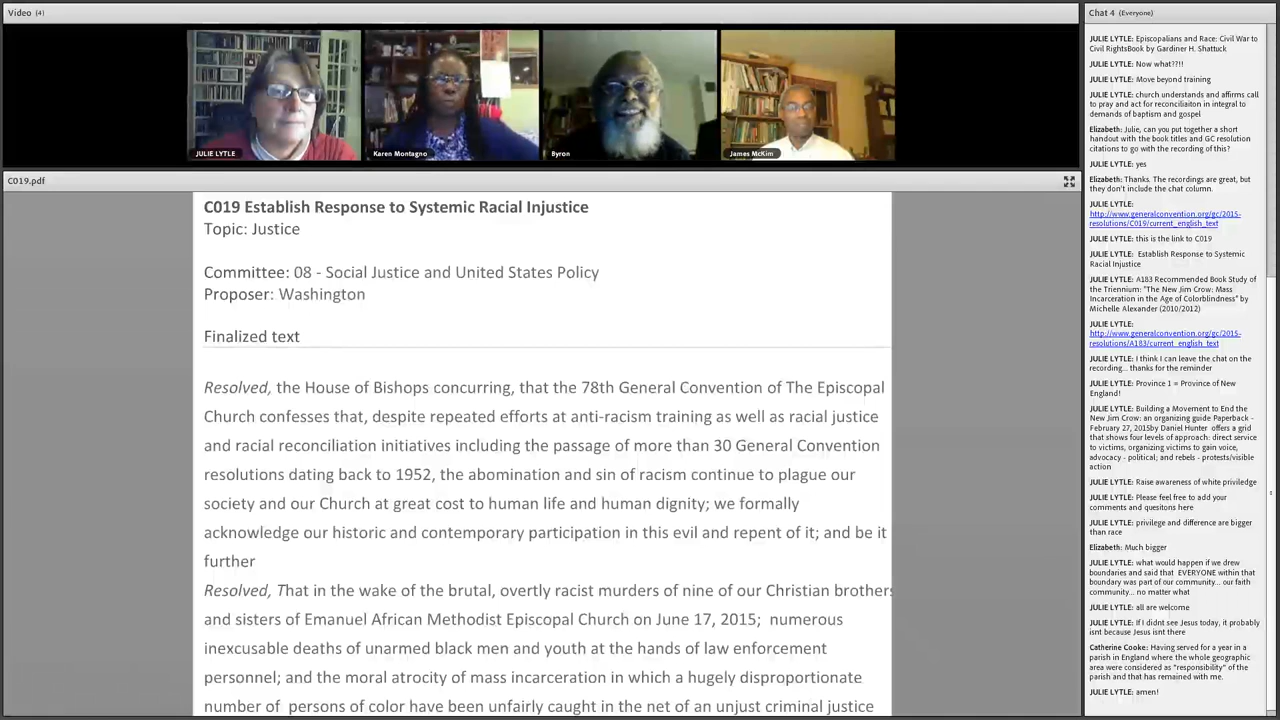 Video (4)
JULIE LYTLE
Karen Montagno
Byron
James McKim
C019.pdf
C019 Establish Response to Systemic Racial Injustice
Topic: Justice
Committee: 08 - Social Justice and United States Policy
Proposer: Washington
Finalized text
Resolved, the House of Bishops concurring, that the 78th General Convention of The Episcopal
Church confesses that, despite repeated efforts at anti-racism training as well as racial justice
and racial reconciliation initiatives including the passage of more than 30 General Convention
resolutions dating back to 1952, the abomination and sin of racism continue to plague our
society and our Church at great cost to human life and human dignity; we formally
acknowledge our historic and contemporary participation in this evil and repent of it; and be it
further
Resolved, That in the wake of the brutal, overtly racist murders of nine of our Christian brothers
and sisters of Emanuel African Methodist Episcopal Church on June 17, 2015;  numerous
inexcusable deaths of unarmed black men and youth at the hands of law enforcement
personnel; and the moral atrocity of mass incarceration in which a hugely disproportionate
number of  persons of color have been unfairly caught in the net of an unjust criminal justice
Chat 4 (Everyone)
JULIE LYTLE: Episcopalians and Race: Civil War to
Civil RightsBook by Gardiner H. Shattuck
JULIE LYTLE: Now what??!!
JULIE LYTLE: Move beyond training
JULIE LYTLE: church understands and affirms call
to pray and act for reconciliaiton in integral to
demands of baptism and gospel
Elizabeth: Julie, can you put together a short
handout with the book titles and GC resolution
citations to go with the recording of this?
JULIE LYTLE: yes
Elizabeth: Thanks. The recordings are great, but
they don't include the chat column.
JULIE LYTLE:
http://www.generalconvention.org/gc/2015-
resolutions/C019/current_english_text
JULIE LYTLE: this is the link to C019
JULIE LYTLE: Establish Response to Systemic
Racial Injustice
JULIE LYTLE: A183 Recommended Book Study of
the Triennium: "The New Jim Crow: Mass
Incarceration in the Age of Colorblindness" by
Michelle Alexander (2010/2012)
JULIE LYTLE:
http://www.generalconvention.org/gc/2015-
resolutions/A183/current_english_text
JULIE LYTLE: I think I can leave the chat on the
recording... thanks for the reminder
JULIE LYTLE: Province 1 = Province of New
England!
JULIE LYTLE: Building a Movement to End the
New Jim Crow: an organizing guide Paperback -
February 27, 2015by Daniel Hunter  offers a grid
that shows four levels of approach: direct service
to victims, organizing victims to gain voice,
advocacy - political; and rebels - protests/visible
action
JULIE LYTLE: Raise awareness of white priviledge
JULIE LYTLE: Please feel free to add your
comments and quesitons here
JULIE LYTLE: privilege and difference are bigger
than race
Elizabeth: Much bigger
JULIE LYTLE: what would happen if we drew
boundaries and said that  EVERYONE within that
boundary was part of our community... our faith
community... no matter what
JULIE LYTLE: all are welcome
JULIE LYTLE: If I didnt see Jesus today, it probably
isnt because Jesus isnt there
Catherine Cooke: Having served for a year in a
parish in England where the whole geographic
area were considered as "responsibility" of the
parish and that has remained with me.
JULIE LYTLE: amen!